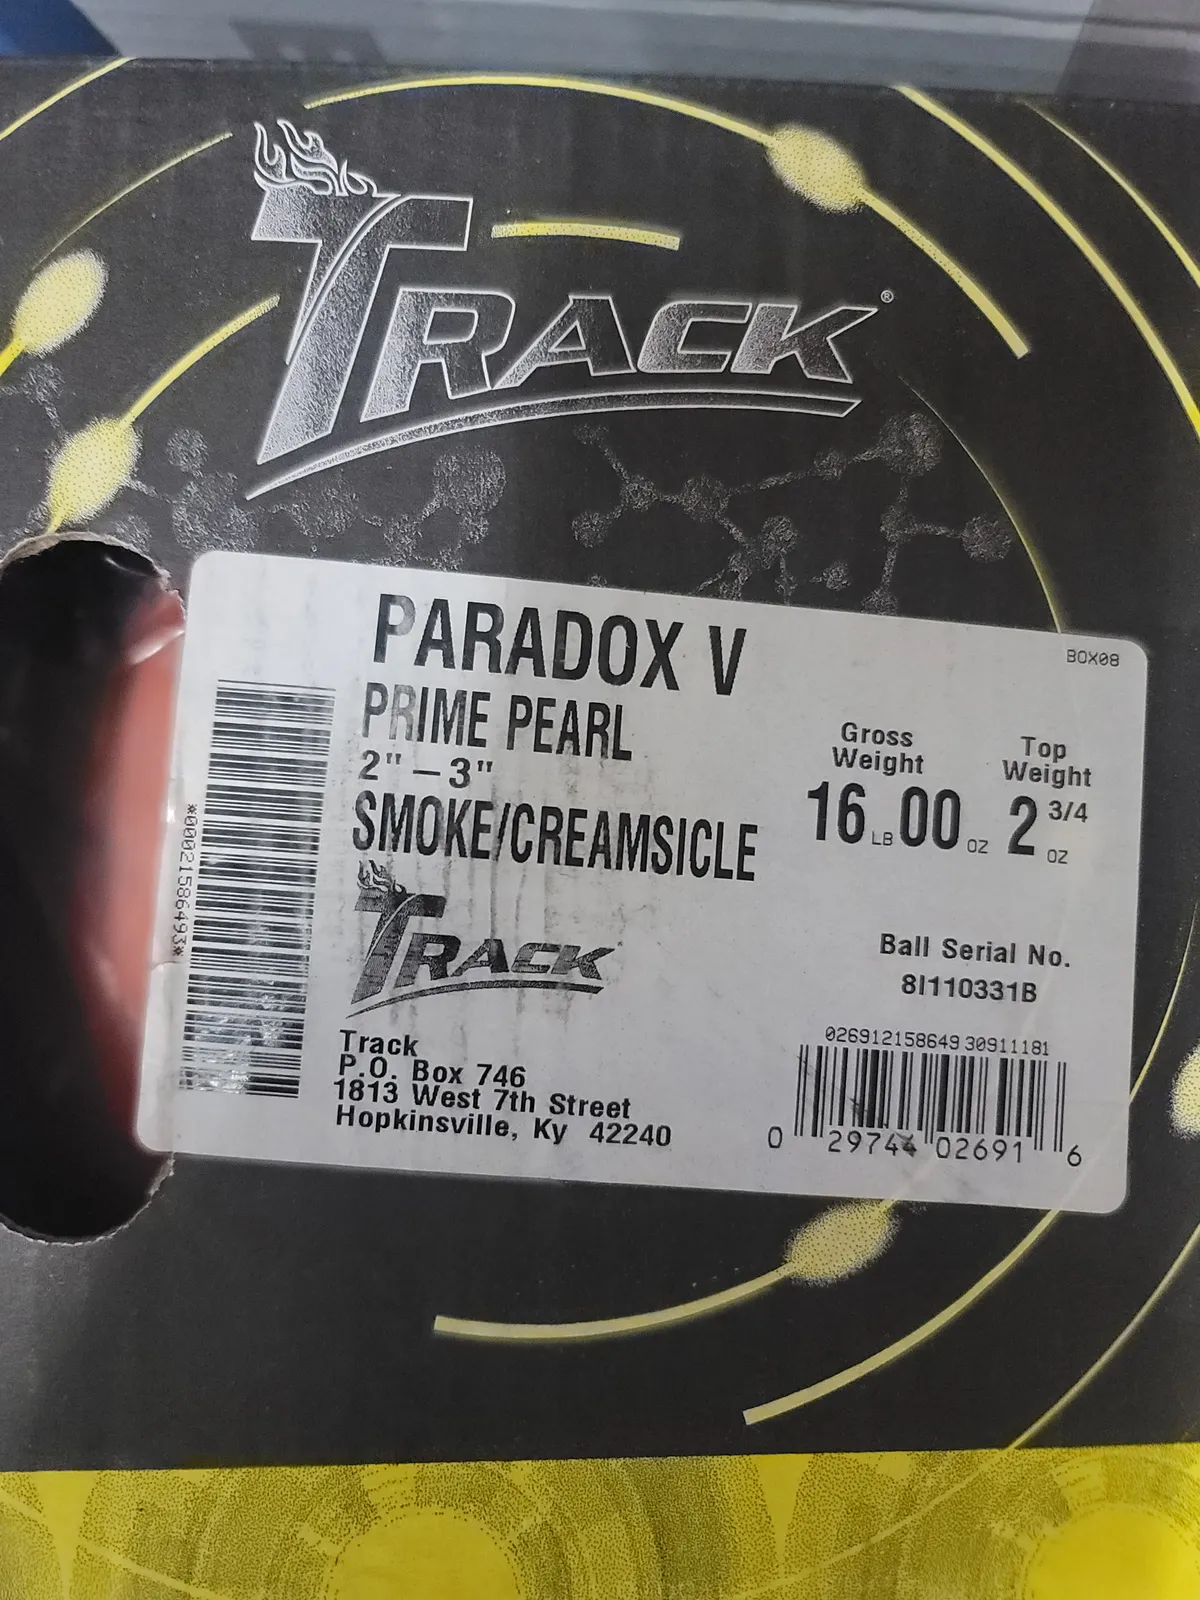 TRACK®
PARADOX V
BOX08
PRIME PEARL
2" – 3"
SMOKE/CREAMSICLE
Gross Weight
16 LB 00 OZ
Top Weight
2 3/4 OZ
*00021586493*
TRACK
Ball Serial No.
8I110331B
Track
P.O. Box 746
1813 West 7th Street
Hopkinsville, Ky 42240
026912158649 30911181
0 29744 02691 6